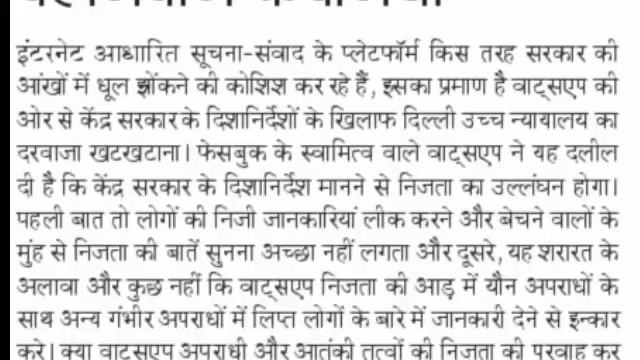 इंटरनेट आधारित सूचना-संवाद के प्लेटफॉर्म किस तरह सरकार की
आंखों में धूल झोंकने की कोशिश कर रहे हैं, इसका प्रमाण है वाट्सएप की
ओर से केंद्र सरकार के दिशानिर्देशों के खिलाफ दिल्ली उच्च न्यायालय का
दरवाजा खटखटाना। फेसबुक के स्वामित्व वाले वाट्सएप ने यह दलील
दी है कि केंद्र सरकार के दिशानिर्देश मानने से निजता का उल्लंघन होगा।
पहली बात तो लोगों की निजी जानकारियां लीक करने और बेचने वालों के
मुंह से निजता की बातें सुनना अच्छा नहीं लगता और दूसरे, यह शरारत के
अलावा और कुछ नहीं कि वाट्सएप निजता की आड़ में यौन अपराधों के
साथ अन्य गंभीर अपराधों में लिप्त लोगों के बारे में जानकारी देने से इन्कार
करे। क्या वाट्सएप अपराधी और आतंकी तत्वों की निजता की परवाह कर